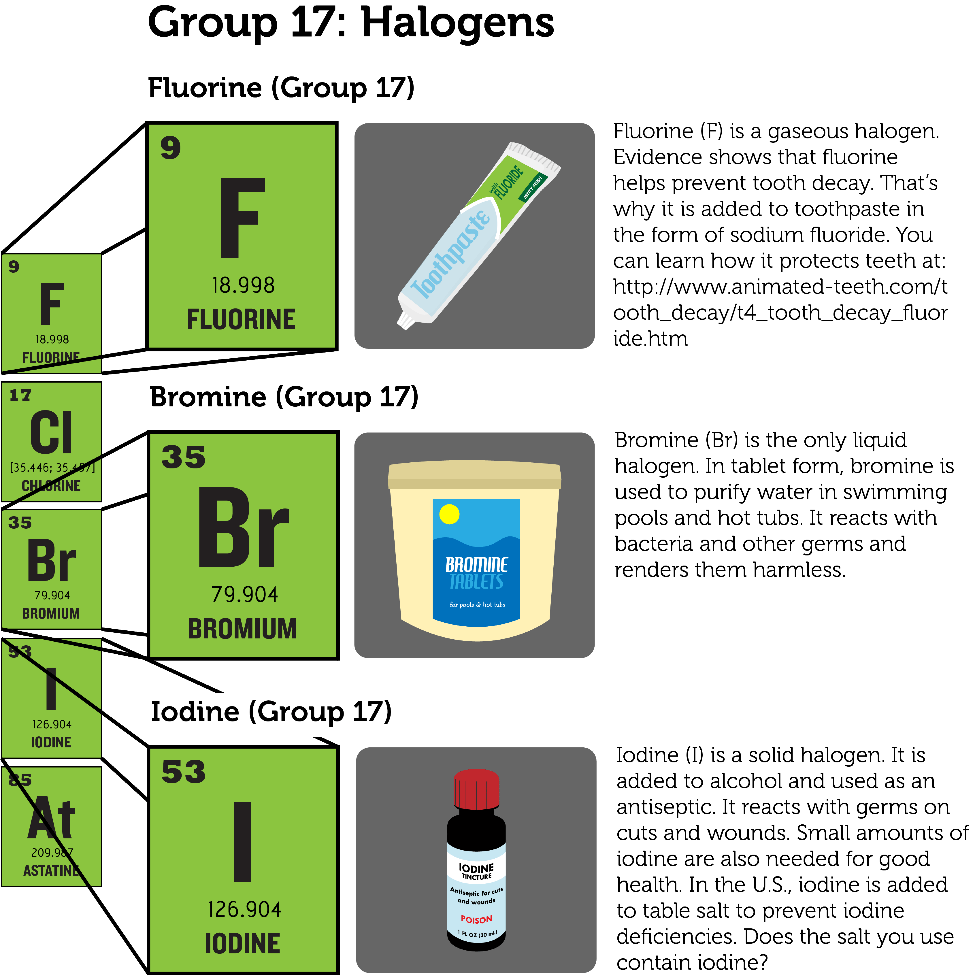 Group 17: Halogens
Fluorine (Group 17)
9
F
18.998
FLUORINE
with
FLUORIDE
MINTY FRESH
Toothpaste
Fluorine (F) is a gaseous halogen.
Evidence shows that fluorine
helps prevent tooth decay. That’s
why it is added to toothpaste in
the form of sodium fluoride. You
can learn how it protects teeth at:
http://www.animated-teeth.com/t
ooth_decay/t4_tooth_decay_fluor
ide.htm
9
F
18.998
FLUORINE
17
Cl
[35.446; 35.457]
CHLORINE
35
Br
79.904
BROMIUM
53
I
126.904
IODINE
85
At
209.987
ASTATINE
Bromine (Group 17)
35
Br
79.904
BROMIUM
BROMINE
TABLETS
for pools & hot tubs
Bromine (Br) is the only liquid
halogen. In tablet form, bromine is
used to purify water in swimming
pools and hot tubs. It reacts with
bacteria and other germs and
renders them harmless.
Iodine (Group 17)
53
I
126.904
IODINE
IODINE
TINCTURE
Antiseptic for cuts
and wounds
POISON
1 FL OZ (30 mL)
Iodine (I) is a solid halogen. It is
added to alcohol and used as an
antiseptic. It reacts with germs on
cuts and wounds. Small amounts of
iodine are also needed for good
health. In the U.S., iodine is added
to table salt to prevent iodine
deficiencies. Does the salt you use
contain iodine?